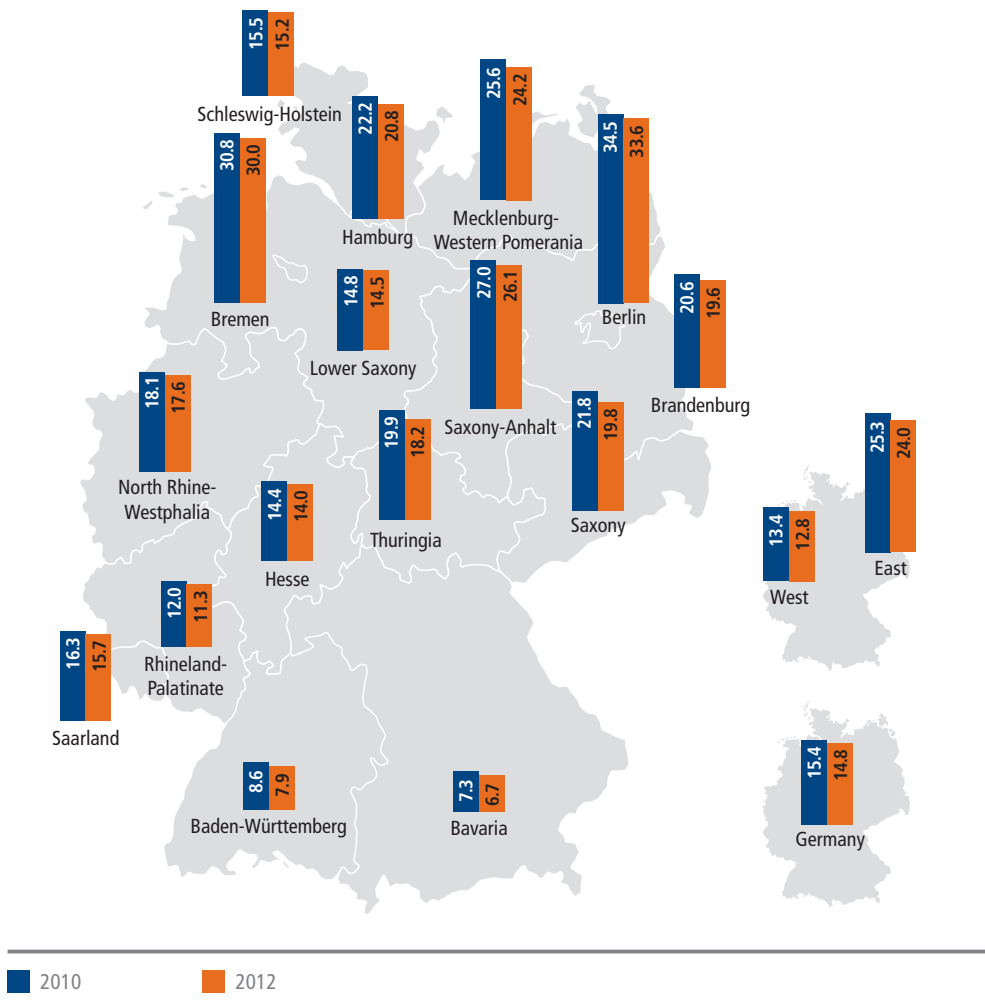 15.5
15.2
Schleswig-Holstein
22.2
20.8
Hamburg
25.6
24.2
Mecklenburg-
Western Pomerania
34.5
33.6
Berlin
30.8
30.0
Bremen
14.8
14.5
Lower Saxony
27.0
26.1
Saxony-Anhalt
20.6
19.6
Brandenburg
18.1
17.6
North Rhine-
Westphalia
14.4
14.0
Hesse
19.9
18.2
Thuringia
21.8
19.8
Saxony
12.0
11.3
Rhineland-
Palatinate
16.3
15.7
Saarland
8.6
7.9
Baden-Württemberg
7.3
6.7
Bavaria
13.4
12.8
West
25.3
24.0
East
15.4
14.8
Germany
2010
2012